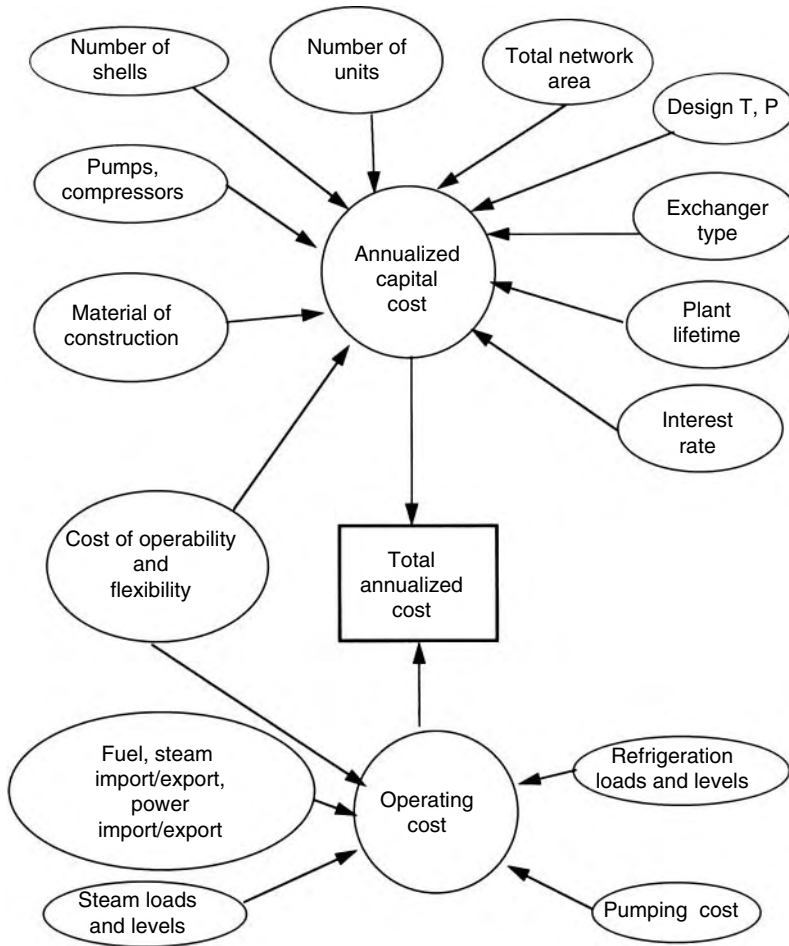 Number of
shells
Number of
units
Total network
area
Design T, P
Pumps,
compressors
Exchanger
type
Annualized
capital
cost
Material of
construction
Plant
lifetime
Interest
rate
Cost of operability
and
flexibility
Total
annualized
cost
Fuel, steam
import/export,
power
import/export
Operating
cost
Refrigeration
loads and levels
Steam loads
and levels
Pumping cost